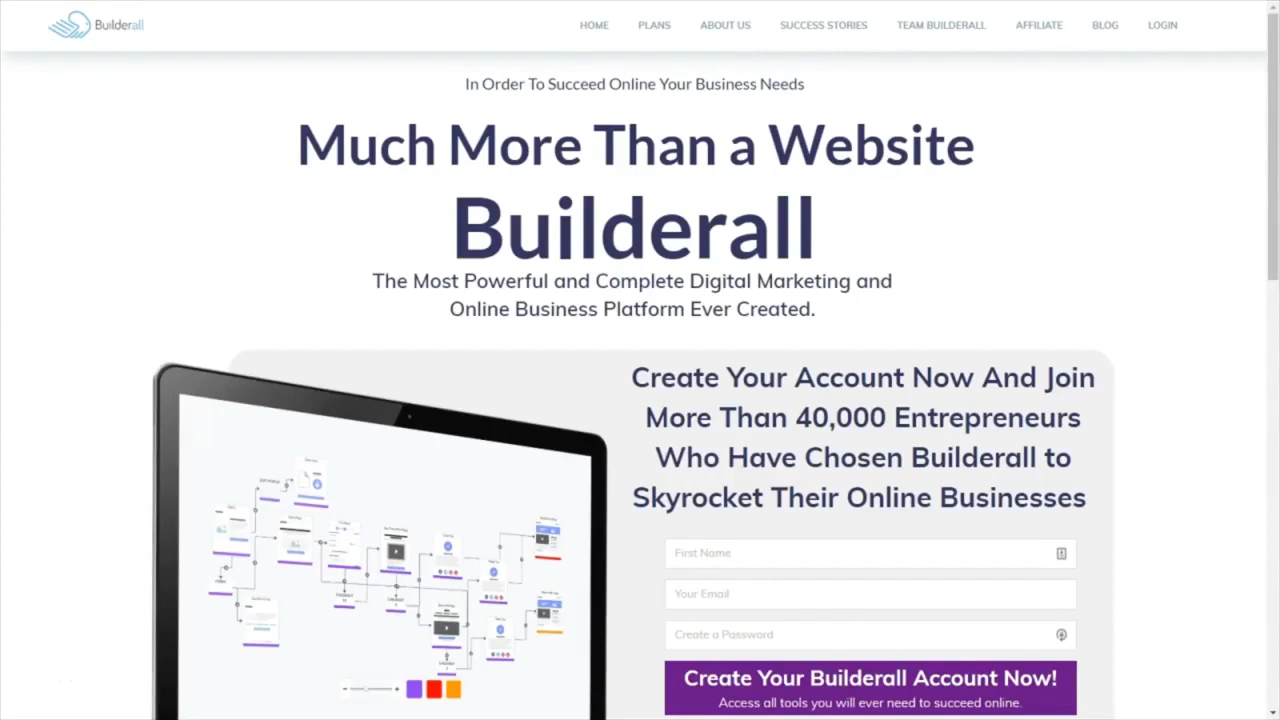 Builderall
HOME PLANS ABOUT US SUCCESS STORIES TEAM BUILDERALL AFFILIATE BLOG LOGIN
In Order To Succeed Online Your Business Needs
Much More Than a Website
Builderall
The Most Powerful and Complete Digital Marketing and
Online Business Platform Ever Created.
Create Your Account Now And Join
More Than 40,000 Entrepreneurs
Who Have Chosen Builderall to
Skyrocket Their Online Businesses
First Name
Your Email
Create a Password
Create Your Builderall Account Now!
Access all tools you will ever need to succeed online.